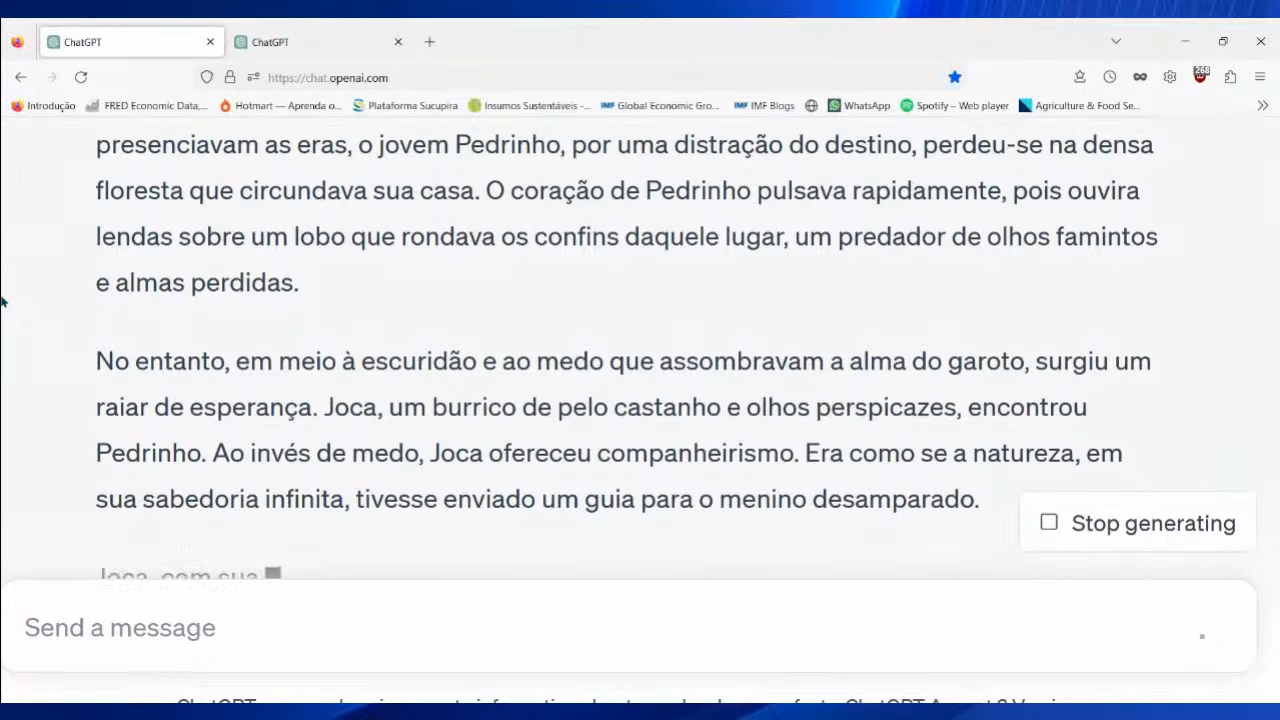 ChatGPT
ChatGPT
https://chat.openai.com
268
Introdução
FRED Economic Data,...
Hotmart — Aprenda o...
Plataforma Sucupira
Insumos Sustentáveis -...
IMF Global Economic Gro...
IMF IMF Blogs
WhatsApp
Spotify – Web player
Agriculture & Food Se...
presenciavam as eras, o jovem Pedrinho, por uma distração do destino, perdeu-se na densa
floresta que circundava sua casa. O coração de Pedrinho pulsava rapidamente, pois ouvira
lendas sobre um lobo que rondava os confins daquele lugar, um predador de olhos famintos
e almas perdidas.
No entanto, em meio à escuridão e ao medo que assombravam a alma do garoto, surgiu um
raiar de esperança. Joca, um burrico de pelo castanho e olhos perspicazes, encontrou
Pedrinho. Ao invés de medo, Joca ofereceu companheirismo. Era como se a natureza, em
sua sabedoria infinita, tivesse enviado um guia para o menino desamparado.
Stop generating
Joca, com sua
Send a message